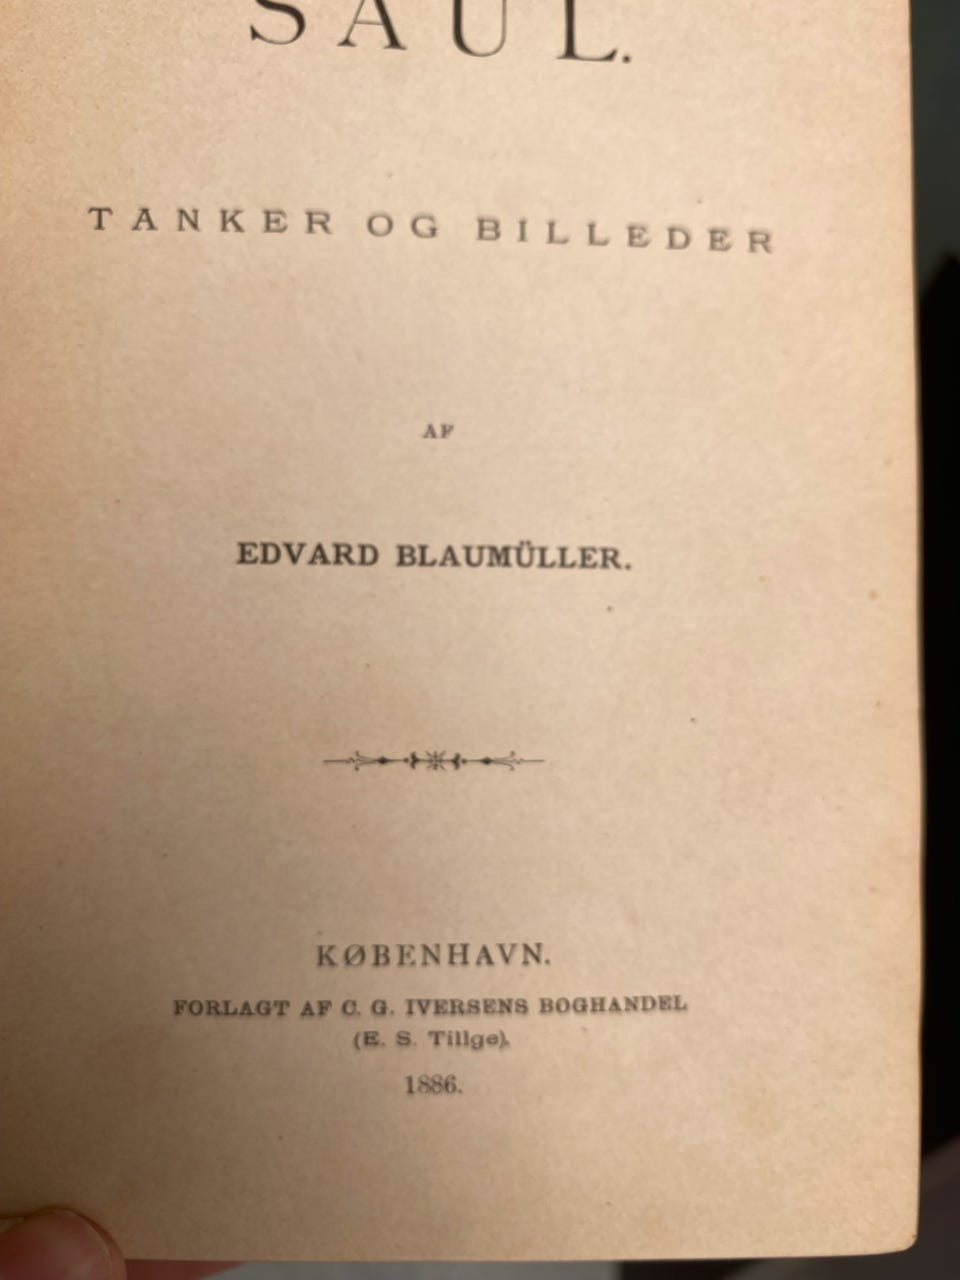 SAUL.
TANKER OG BILLEDER
AF
EDVARD BLAUMÜLLER.
KØBENHAVN.
FORLAGT AF C. G. IVERSENS BOGHANDEL
(E. S. Tillge).
1886.